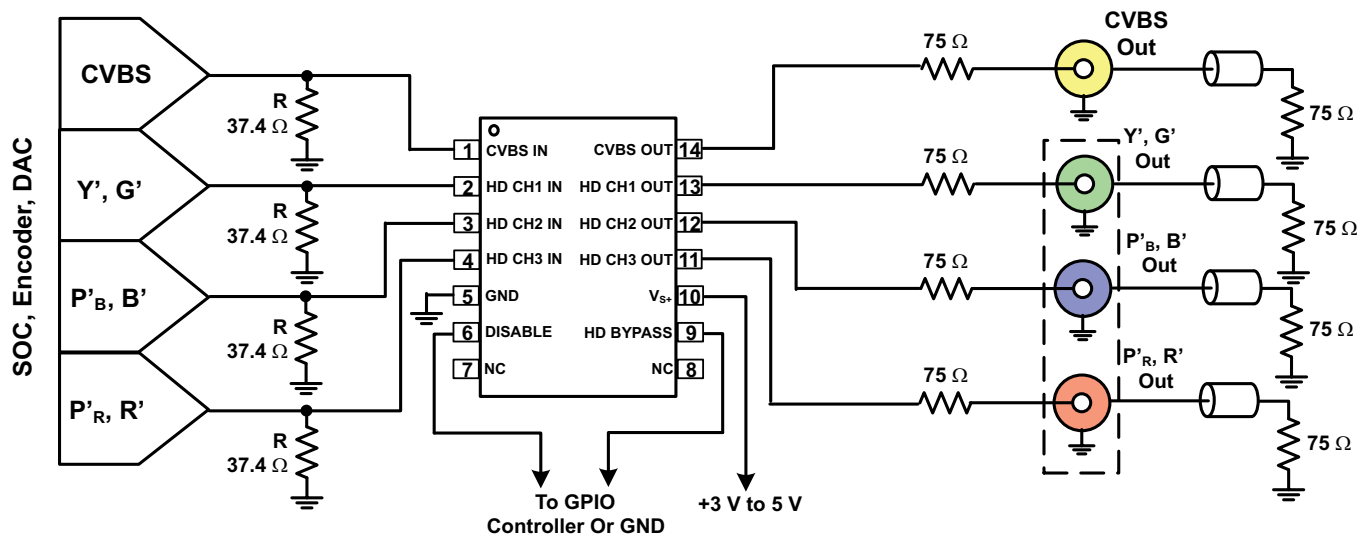 SOC, Encoder, DAC
CVBS
Y', G'
P'B, B'
P'R, R'
R
37.4 Ω
R
37.4 Ω
R
37.4 Ω
R
37.4 Ω
1 CVBS IN
2 HD CH1 IN
3 HD CH2 IN
4 HD CH3 IN
5 GND
6 DISABLE
7 NC
CVBS OUT 14
HD CH1 OUT 13
HD CH2 OUT 12
HD CH3 OUT 11
VS+ 10
HD BYPASS 9
NC 8
To GPIO
Controller Or GND
+3 V to 5 V
75 Ω
75 Ω
75 Ω
75 Ω
CVBS
Out
Y', G'
Out
P'B, B'
Out
P'R, R'
Out
75 Ω
75 Ω
75 Ω
75 Ω